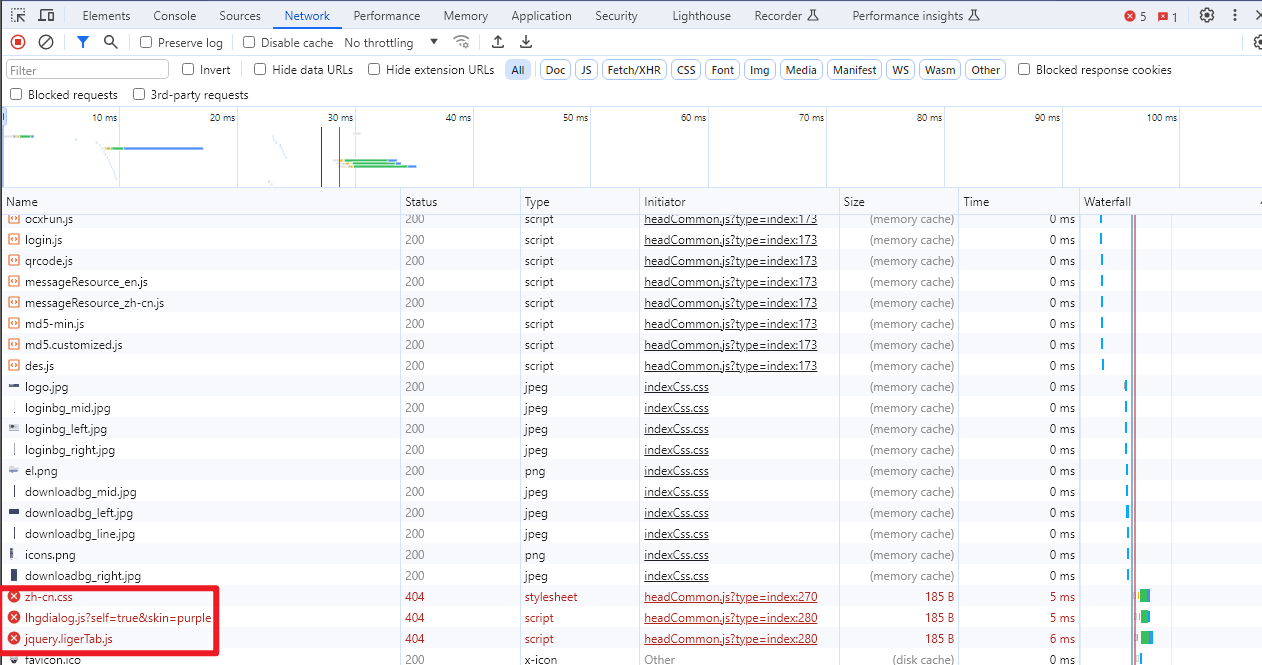 Elements Console Sources Network Performance Memory Application Security Lighthouse Recorder Performance insights 5 1
Preserve log Disable cache No throttling
Filter Invert Hide data URLs Hide extension URLs All Doc JS Fetch/XHR CSS Font Img Media Manifest WS Wasm Other Blocked response cookies
Blocked requests 3rd-party requests
10 ms 20 ms 30 ms 40 ms 50 ms 60 ms 70 ms 80 ms 90 ms 100 ms
Name Status Type Initiator Size Time Waterfall
ocxFun.js 200 script headCommon.js?type=index:173 (memory cache) 0 ms
login.js 200 script headCommon.js?type=index:173 (memory cache) 0 ms
qrcode.js 200 script headCommon.js?type=index:173 (memory cache) 0 ms
messageResource_en.js 200 script headCommon.js?type=index:173 (memory cache) 0 ms
messageResource_zh-cn.js 200 script headCommon.js?type=index:173 (memory cache) 0 ms
md5-min.js 200 script headCommon.js?type=index:173 (memory cache) 0 ms
md5.customized.js 200 script headCommon.js?type=index:173 (memory cache) 0 ms
des.js 200 script headCommon.js?type=index:173 (memory cache) 0 ms
logo.jpg 200 jpeg indexCss.css (memory cache) 0 ms
loginbg_mid.jpg 200 jpeg indexCss.css (memory cache) 0 ms
loginbg_left.jpg 200 jpeg indexCss.css (memory cache) 0 ms
loginbg_right.jpg 200 jpeg indexCss.css (memory cache) 0 ms
el.png 200 png indexCss.css (memory cache) 0 ms
downloadbg_mid.jpg 200 jpeg indexCss.css (memory cache) 0 ms
downloadbg_left.jpg 200 jpeg indexCss.css (memory cache) 0 ms
downloadbg_line.jpg 200 jpeg indexCss.css (memory cache) 0 ms
icons.png 200 png indexCss.css (memory cache) 0 ms
downloadbg_right.jpg 200 jpeg indexCss.css (memory cache) 0 ms
zh-cn.css 404 stylesheet headCommon.js?type=index:270 185 B 5 ms
lhgdialog.js?self=true&skin=purple 404 script headCommon.js?type=index:280 185 B 5 ms
jquery.ligerTab.js 404 script headCommon.js?type=index:280 185 B 6 ms
favicon.ico 200 x-icon Other (disk cache) 0 ms